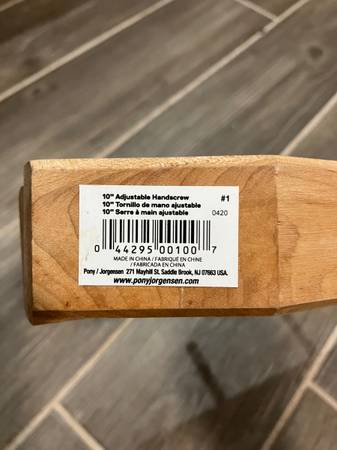 10" Adjustable Handscrew #1
10" Tornillo de mano ajustable
10" Serre à main ajustable 0420
0 44295 00100 7
MADE IN CHINA / FABRIQUÉ EN CHINE
/ FABRICADA EN CHINA
Pony / Jorgensen 271 Mayhill St. Saddle Brook, NJ 07663 USA.
www.ponyjorgensen.com